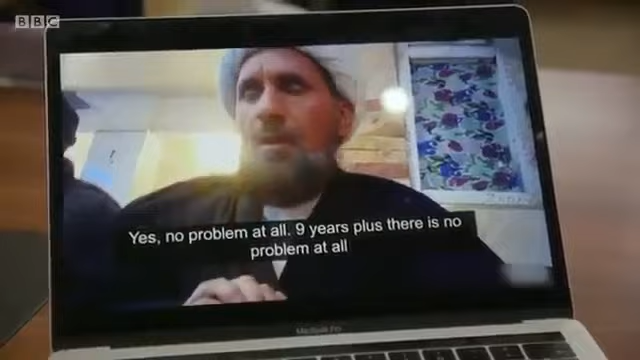 BBC
Yes, no problem at all. 9 years plus there is no
problem at all
MacBook Pro